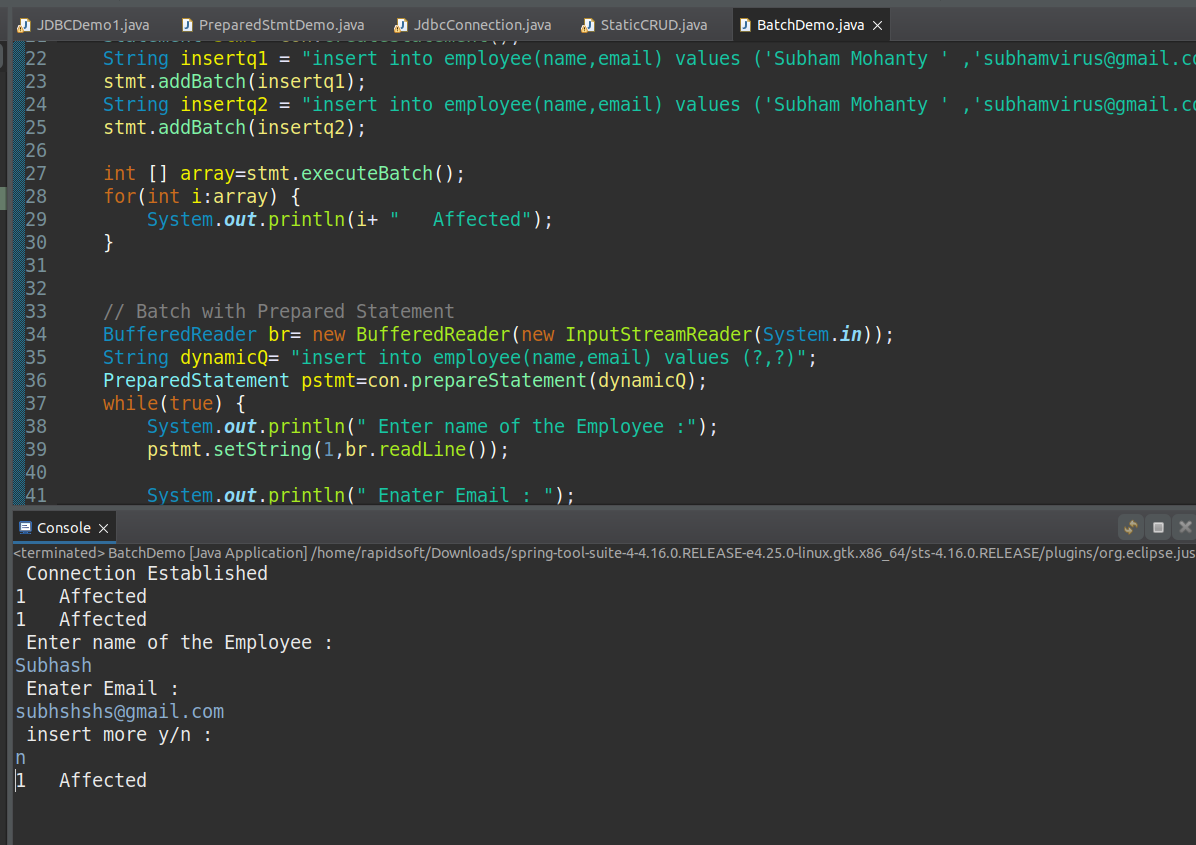 JDBCDemo1.java PreparedStmtDemo.java JdbcConnection.java StaticCRUD.java BatchDemo.java
22 String insertq1 = "insert into employee(name,email) values ('Subham Mohanty ' ,'subhamvirus@gmail.co
23 stmt.addBatch(insertq1);
24 String insertq2 = "insert into employee(name,email) values ('Subham Mohanty ' ,'subhamvirus@gmail.co
25 stmt.addBatch(insertq2);
26
27 int [] array=stmt.executeBatch();
28 for(int i:array) {
29 System.out.println(i+ "   Affected");
30 }
31
32
33 // Batch with Prepared Statement
34 BufferedReader br= new BufferedReader(new InputStreamReader(System.in));
35 String dynamicQ= "insert into employee(name,email) values (?,?)";
36 PreparedStatement pstmt=con.prepareStatement(dynamicQ);
37 while(true) {
38 System.out.println(" Enter name of the Employee :");
39 pstmt.setString(1,br.readLine());
40
41 System.out.println(" Enater Email : ");
Console
<terminated> BatchDemo [Java Application] /home/rapidsoft/Downloads/spring-tool-suite-4-4.16.0.RELEASE-e4.25.0-linux.gtk.x86_64/sts-4.16.0.RELEASE/plugins/org.eclipse.jus
Connection Established
1   Affected
1   Affected
Enter name of the Employee :
Subhash
Enater Email :
subhshshs@gmail.com
insert more y/n :
n
1   Affected